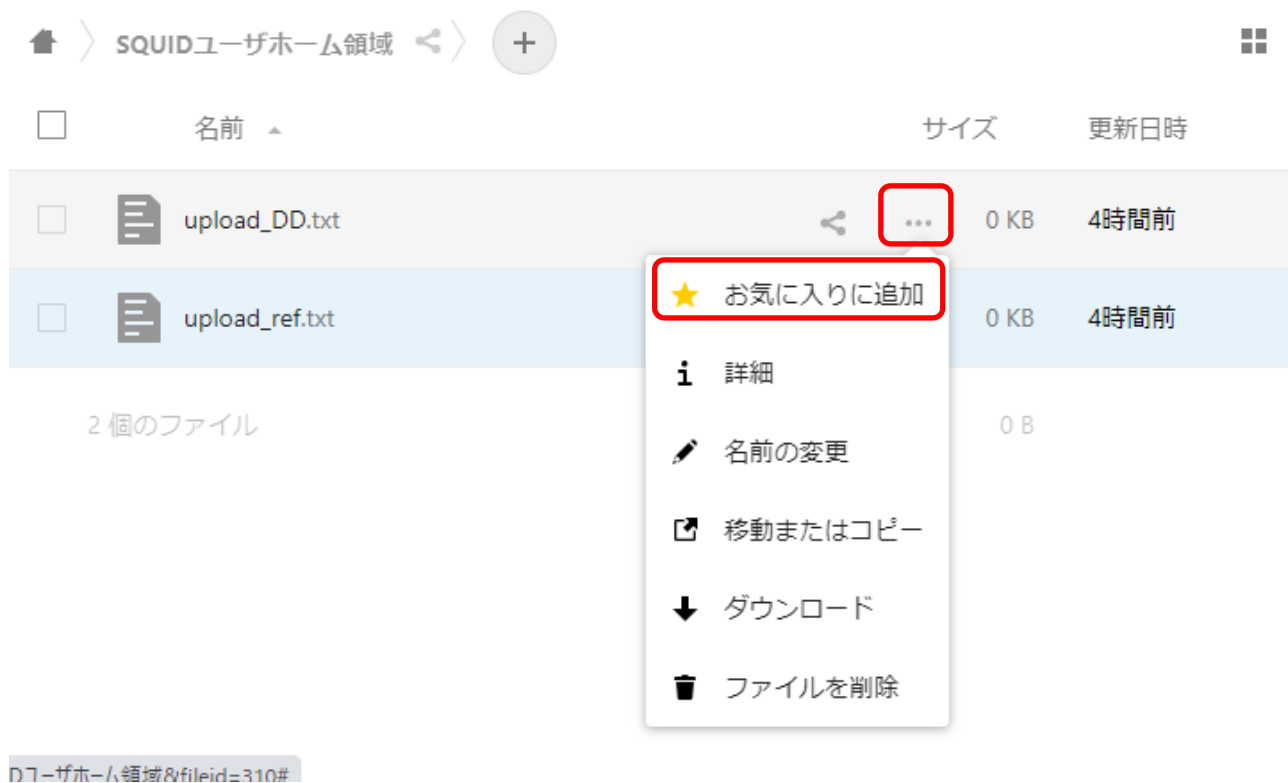 SQUIDユーザホーム領域
名前 サイズ 更新日時
upload_DD.txt 0 KB 4時間前
お気に入りに追加
upload_ref.txt 0 KB 4時間前
詳細
2 個のファイル 0 B
名前の変更
移動またはコピー
ダウンロード
ファイルを削除
Dユーザホーム領域&fileid=310#